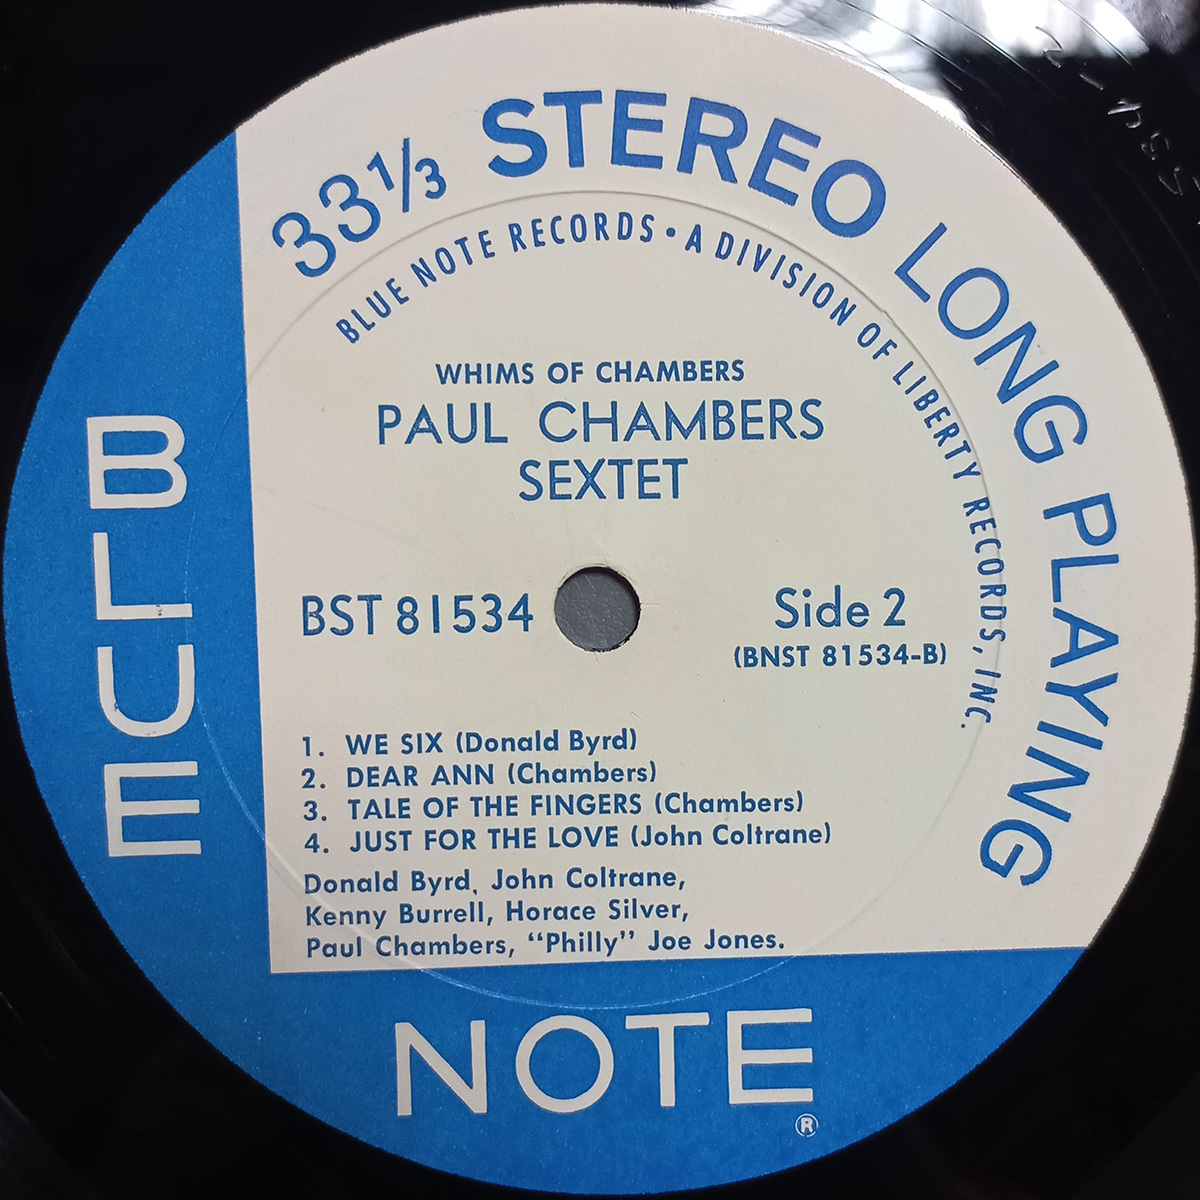 33⅓ STEREO LONG PLAYING
BLUE NOTE RECORDS • A DIVISION OF LIBERTY RECORDS, INC.
WHIMS OF CHAMBERS
PAUL CHAMBERS
SEXTET
BST 81534
Side 2
(BNST 81534-B)
1. WE SIX (Donald Byrd)
2. DEAR ANN (Chambers)
3. TALE OF THE FINGERS (Chambers)
4. JUST FOR THE LOVE (John Coltrane)
Donald Byrd, John Coltrane,
Kenny Burrell, Horace Silver,
Paul Chambers, “Philly” Joe Jones.
BLUE
NOTE ®